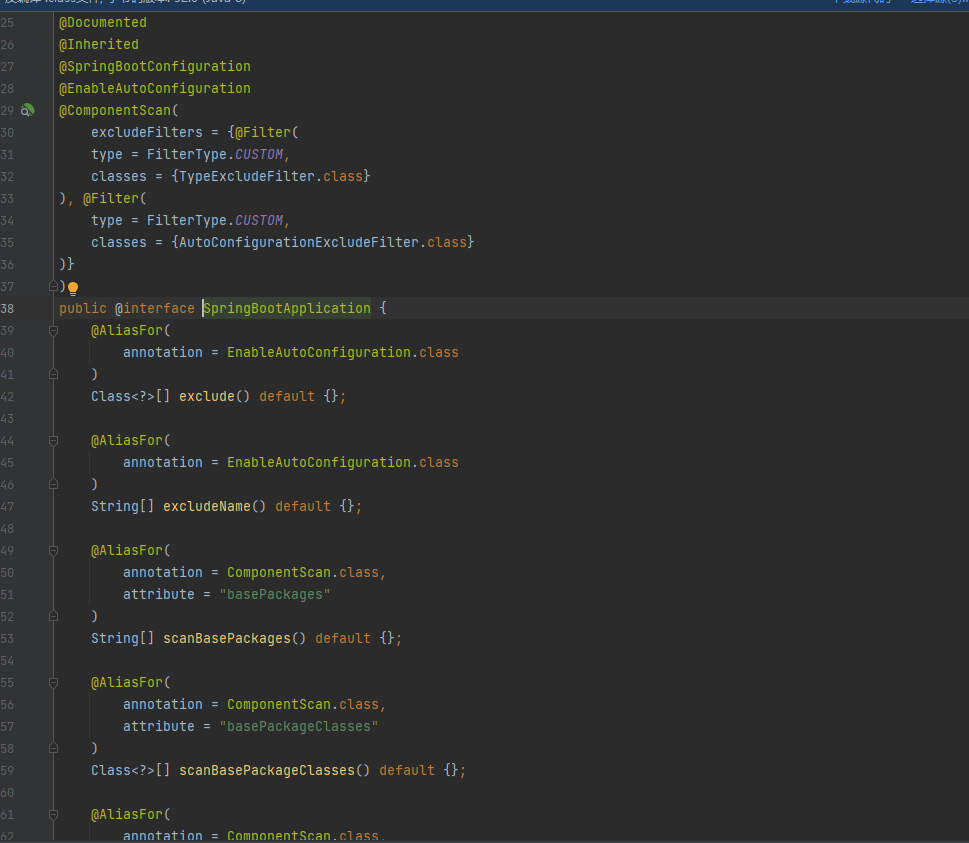 25 @Documented
26 @Inherited
27 @SpringBootConfiguration
28 @EnableAutoConfiguration
29 @ComponentScan(
30 excludeFilters = {@Filter(
31 type = FilterType.CUSTOM,
32 classes = {TypeExcludeFilter.class}
33 ), @Filter(
34 type = FilterType.CUSTOM,
35 classes = {AutoConfigurationExcludeFilter.class}
36 )}
37 )
38 public @interface SpringBootApplication {
39 @AliasFor(
40 annotation = EnableAutoConfiguration.class
41 )
42 Class<?>[] exclude() default {};
43
44 @AliasFor(
45 annotation = EnableAutoConfiguration.class
46 )
47 String[] excludeName() default {};
48
49 @AliasFor(
50 annotation = ComponentScan.class,
51 attribute = "basePackages"
52 )
53 String[] scanBasePackages() default {};
54
55 @AliasFor(
56 annotation = ComponentScan.class,
57 attribute = "basePackageClasses"
58 )
59 Class<?>[] scanBasePackageClasses() default {};
60
61 @AliasFor(
62 annotation = ComponentScan.class,